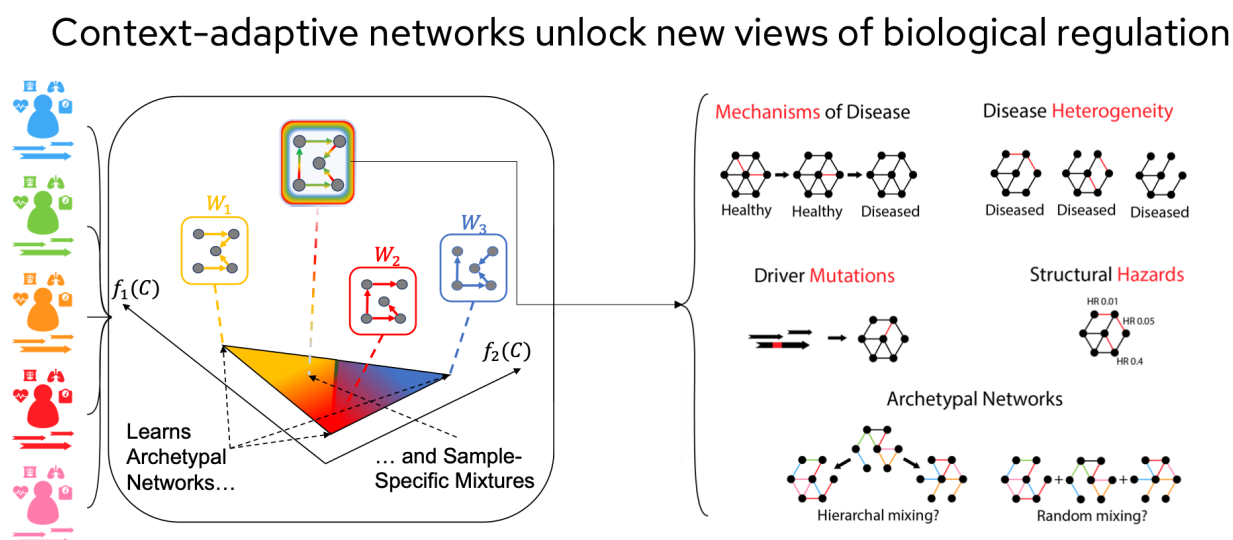 Context-adaptive networks unlock new views of biological regulation
W₁
W₂
W₃
f₁(C)
f₂(C)
Learns
Archetypal
Networks…
… and Sample-
Specific Mixtures
Mechanisms of Disease
Healthy
Healthy
Diseased
Disease Heterogeneity
Diseased
Diseased
Diseased
Driver Mutations
Structural Hazards
HR 0.01
HR 0.05
HR 0.4
Archetypal Networks
+
+
Hierarchal mixing?
Random mixing?